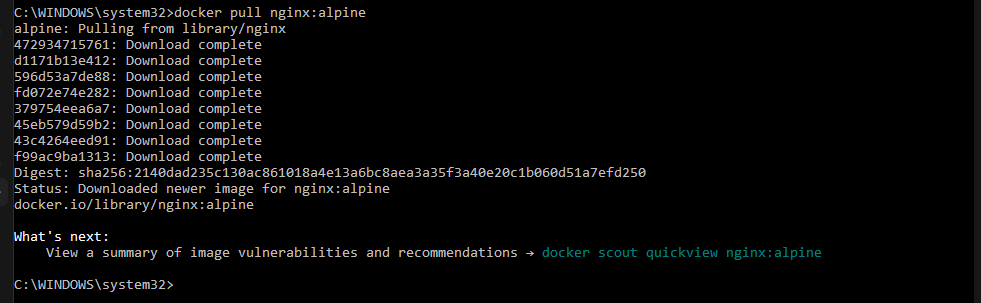 C:\WINDOWS\system32>docker pull nginx:alpine
alpine: Pulling from library/nginx
472934715761: Download complete
d1171b13e412: Download complete
596d53a7de88: Download complete
fd072e74e282: Download complete
379754eea6a7: Download complete
45eb579d59b2: Download complete
43c4264eed91: Download complete
f99ac9ba1313: Download complete
Digest: sha256:2140dad235c130ac861018a4e13a6bc8aea3a35f3a40e20c1b060d51a7efd250
Status: Downloaded newer image for nginx:alpine
docker.io/library/nginx:alpine
What's next:
View a summary of image vulnerabilities and recommendations → docker scout quickview nginx:alpine
C:\WINDOWS\system32>